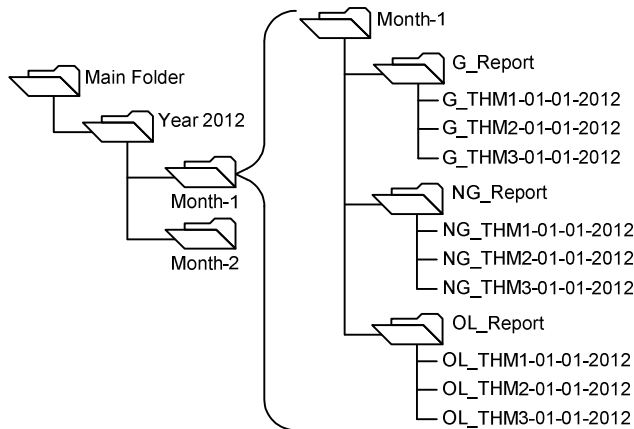 Main Folder
Year 2012
Month-1
Month-2
Month-1
G_Report
G_THM1-01-01-2012
G_THM2-01-01-2012
G_THM3-01-01-2012
NG_Report
NG_THM1-01-01-2012
NG_THM2-01-01-2012
NG_THM3-01-01-2012
OL_Report
OL_THM1-01-01-2012
OL_THM2-01-01-2012
OL_THM3-01-01-2012